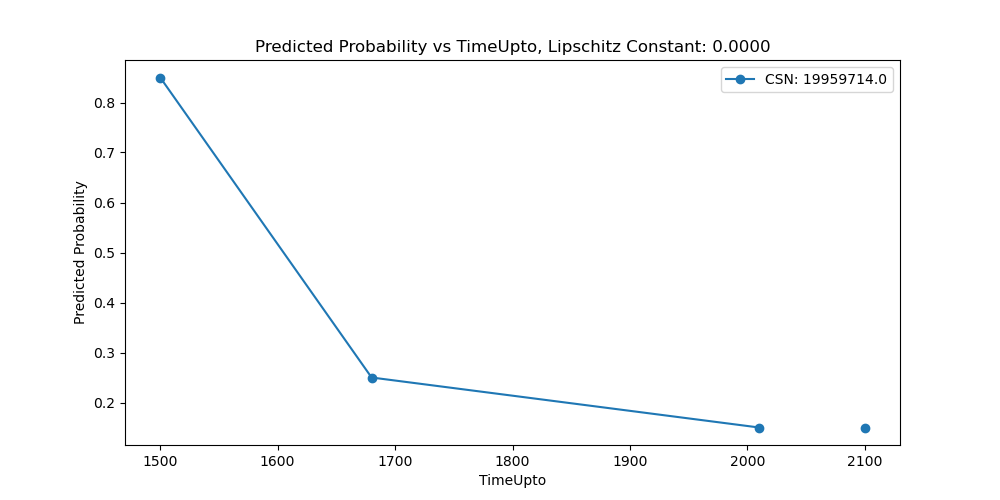 Predicted Probability vs TimeUpto, Lipschitz Constant: 0.0000
CSN: 19959714.0
Predicted Probability
0.8
0.7
0.6
0.5
0.4
0.3
0.2
1500 1600 1700 1800 1900 2000 2100
TimeUpto